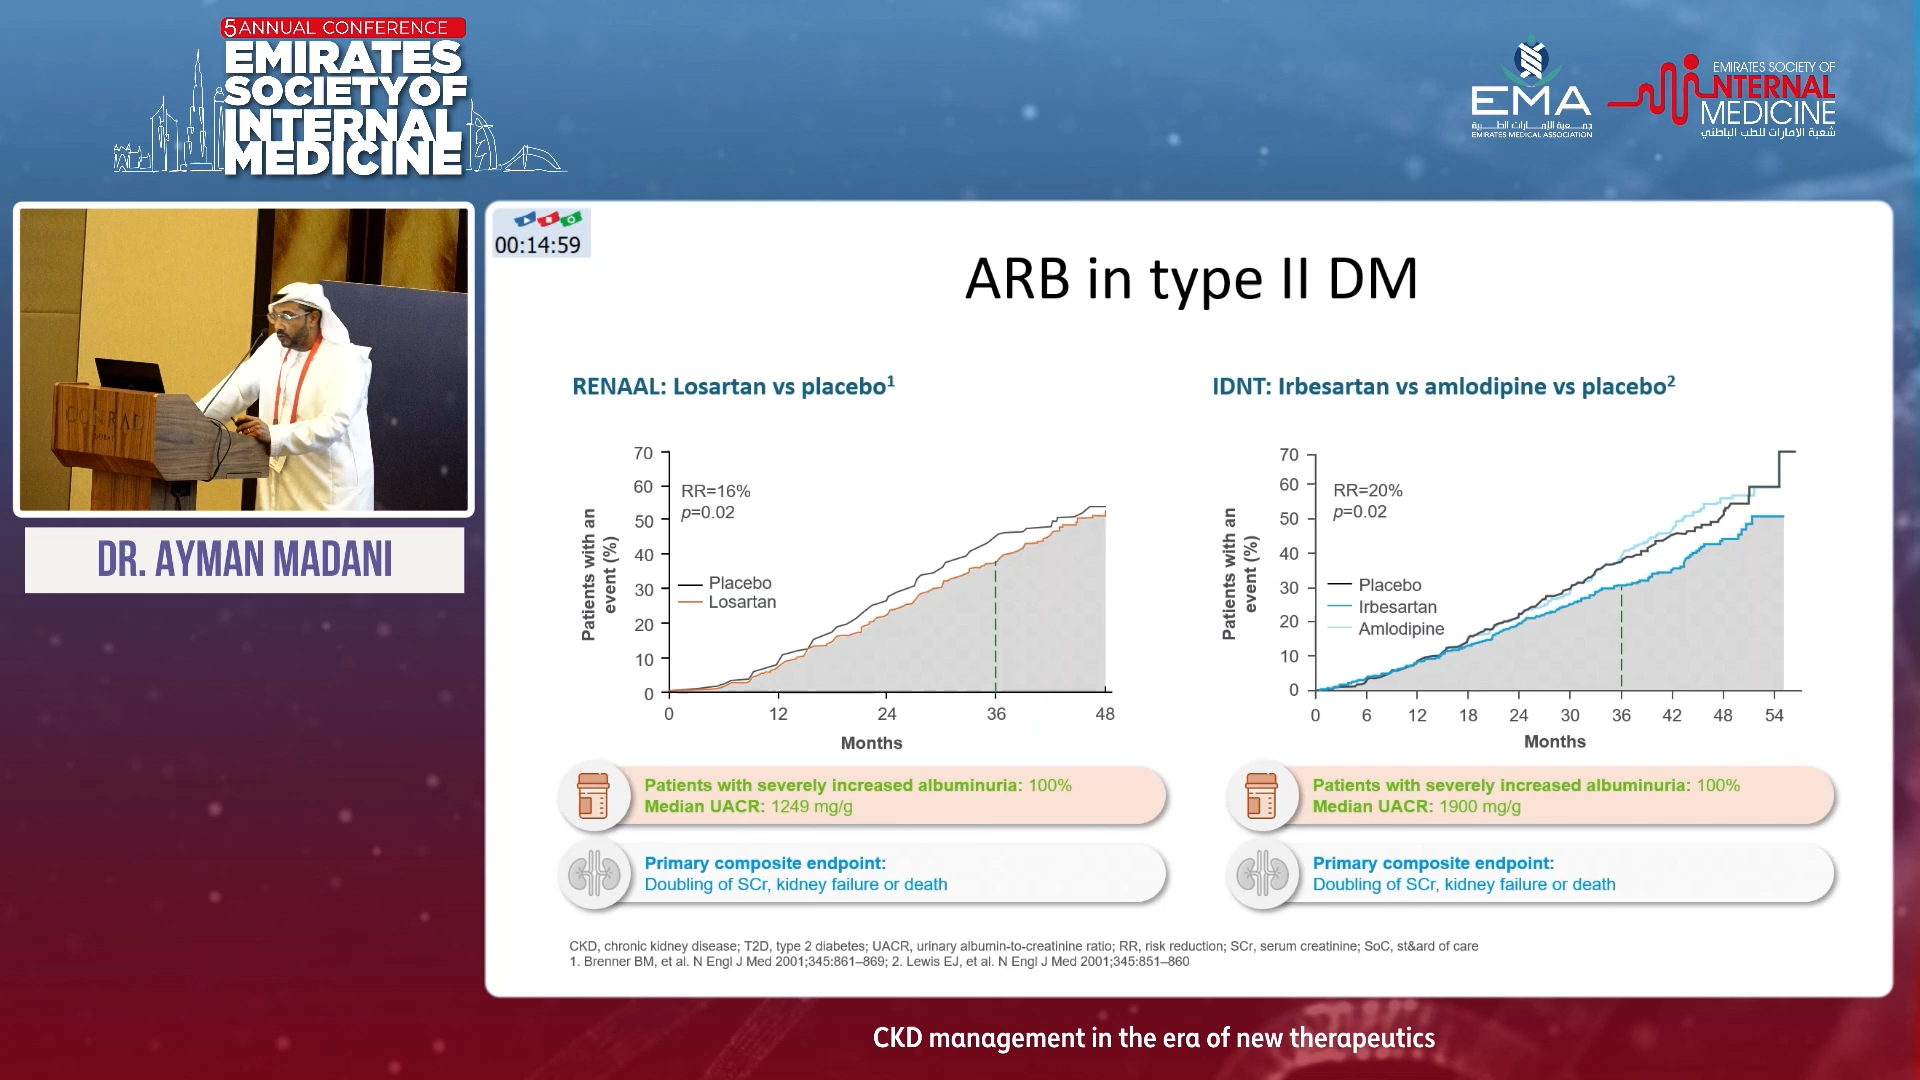 5 ANNUAL CONFERENCE
EMIRATES
SOCIETY OF
INTERNAL
MEDICINE
EMA
جمعية الإمارات الطبية
EMIRATES MEDICAL ASSOCIATION
EMIRATES SOCIETY OF
INTERNAL
MEDICINE
شعبة الامارات للطب الباطني
CONRAD
DUBAI
DR. AYMAN MADANI
00:14:59
ARB in type II DM
RENAAL: Losartan vs placebo1
Patients with an
event (%)
70
60
50
40
30
20
10
0
RR=16%
p=0.02
Placebo
Losartan
0 12 24 36 48
Months
Patients with severely increased albuminuria: 100%
Median UACR: 1249 mg/g
Primary composite endpoint:
Doubling of SCr, kidney failure or death
IDNT: Irbesartan vs amlodipine vs placebo2
Patients with an
event (%)
70
60
50
40
30
20
10
0
RR=20%
p=0.02
Placebo
Irbesartan
Amlodipine
0 6 12 18 24 30 36 42 48 54
Months
Patients with severely increased albuminuria: 100%
Median UACR: 1900 mg/g
Primary composite endpoint:
Doubling of SCr, kidney failure or death
CKD, chronic kidney disease; T2D, type 2 diabetes; UACR, urinary albumin-to-creatinine ratio; RR, risk reduction; SCr, serum creatinine; SoC, st&ard of care
1. Brenner BM, et al. N Engl J Med 2001;345:861–869; 2. Lewis EJ, et al. N Engl J Med 2001;345:851–860
CKD management in the era of new therapeutics